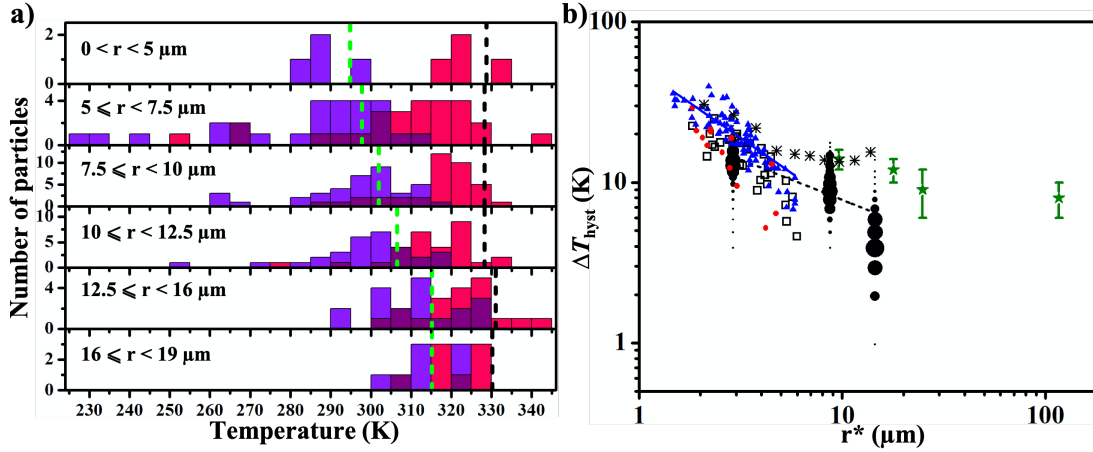 a)
Number of particles
0 < r < 5 µm
2
0
5 ⩽ r < 7.5 µm
4
2
0
7.5 ⩽ r < 10 µm
10
5
0
10 ⩽ r < 12.5 µm
10
5
0
12.5 ⩽ r < 16 µm
4
2
0
16 ⩽ r < 19 µm
2
0
230 240 250 260 270 280 290 300 310 320 330 340
Temperature (K)
b)
ΔThyst (K)
100
10
1
1 10 100
r* (µm)